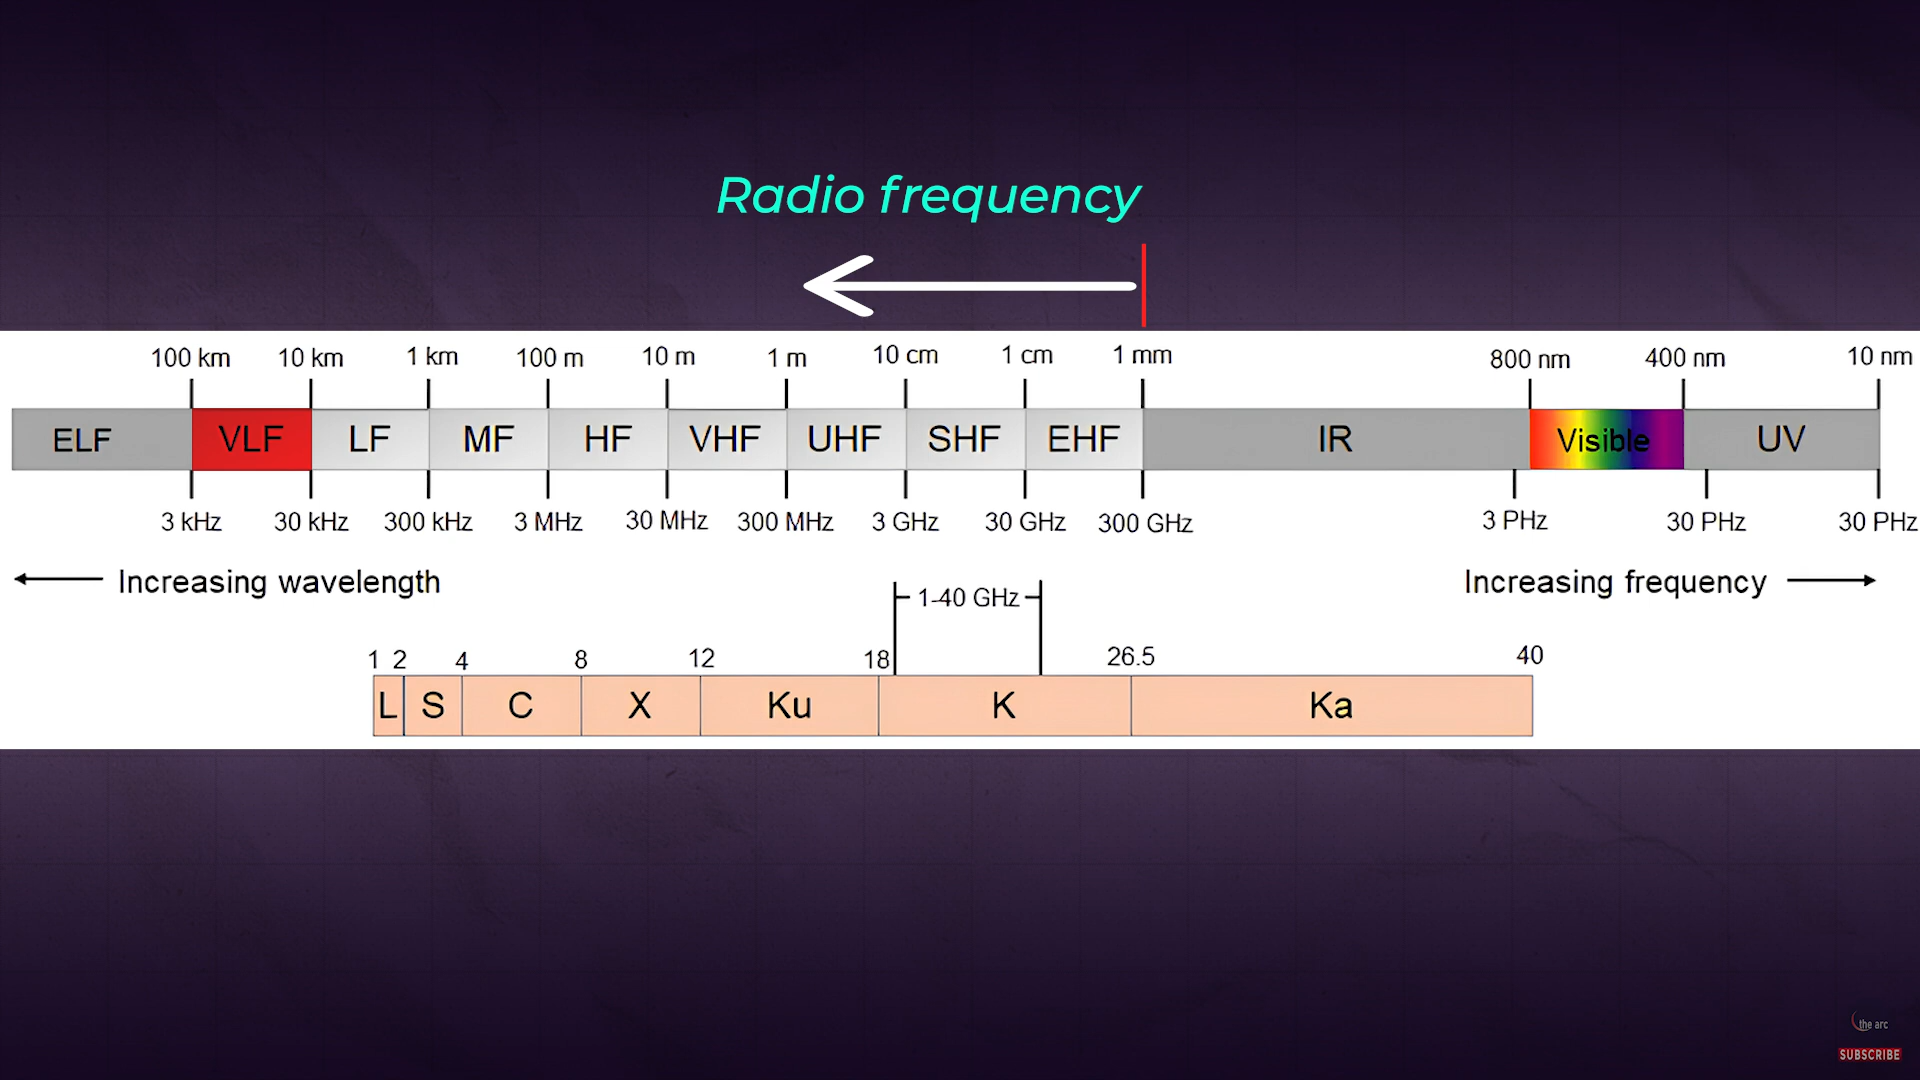 Radio frequency
100 km 10 km 1 km 100 m 10 m 1 m 10 cm 1 cm 1 mm 800 nm 400 nm 10 nm
ELF VLF LF MF HF VHF UHF SHF EHF IR Visible UV
3 kHz 30 kHz 300 kHz 3 MHz 30 MHz 300 MHz 3 GHz 30 GHz 300 GHz 3 PHz 30 PHz 30 PHz
Increasing wavelength Increasing frequency
1-40 GHz
1 2 4 8 12 18 26.5 40
L S C X Ku K Ka
the arc
SUBSCRIBE